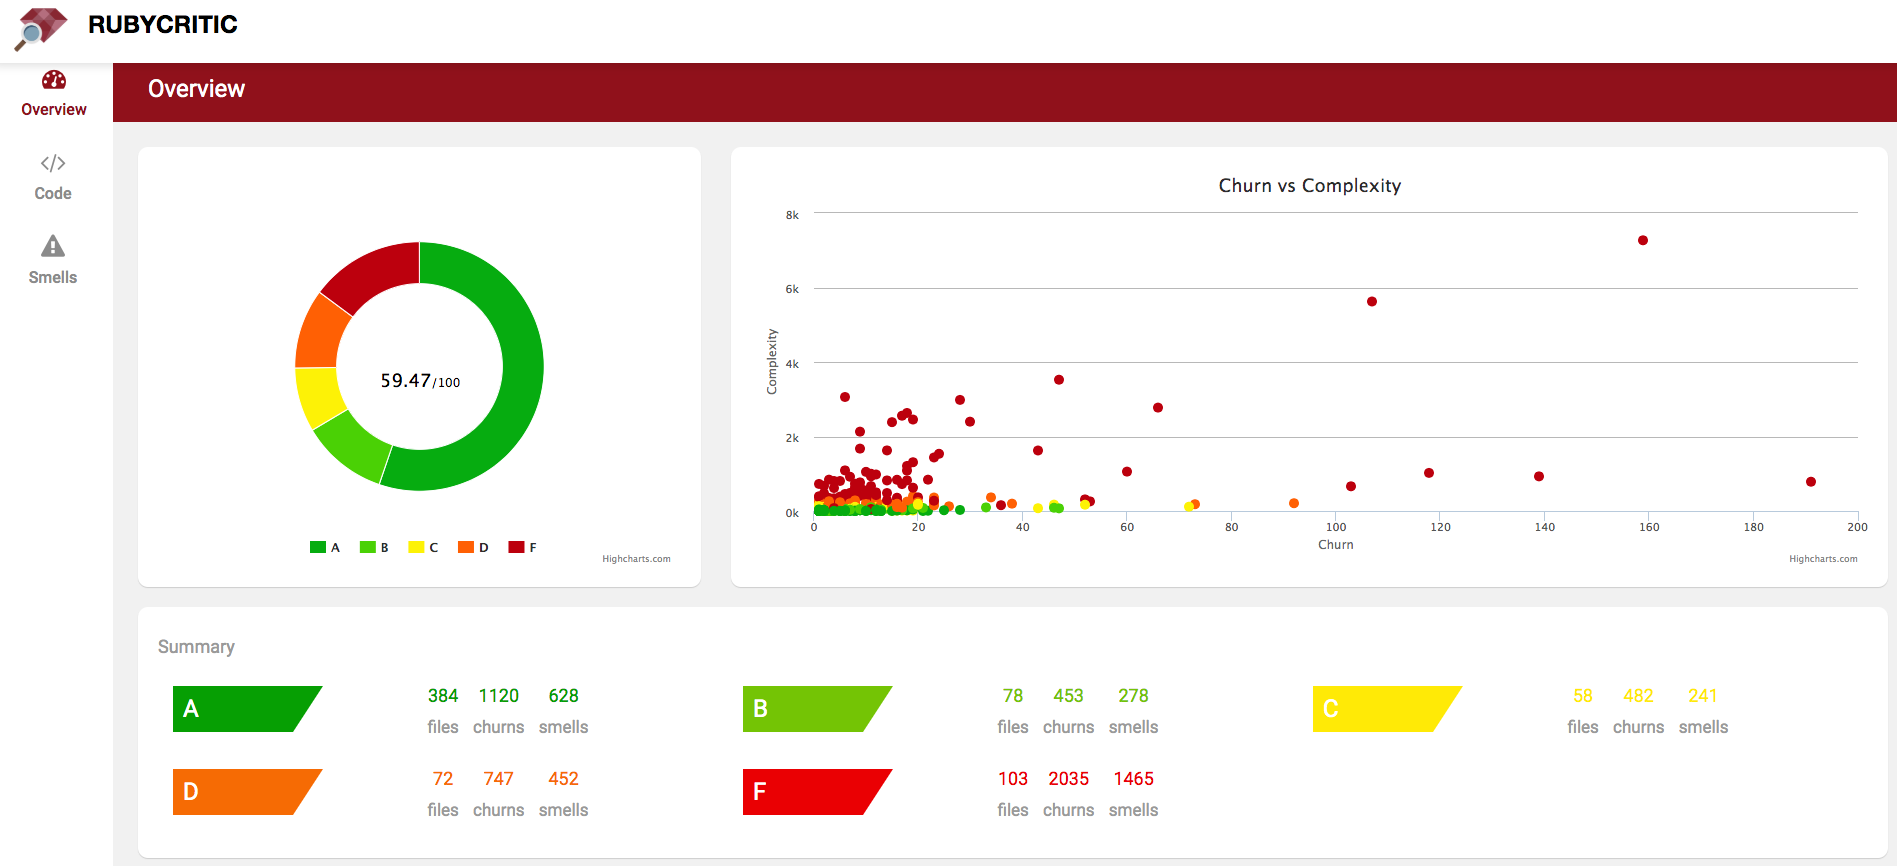 RUBYCRITIC
Overview
Code
Smells
Overview
59.47/100
A B C D F
Highcharts.com
Churn vs Complexity
Complexity
8k
6k
4k
2k
0k
0 20 40 60 80 100 120 140 160 180 200
Churn
Highcharts.com
Summary
A
384 1120 628
files churns smells
B
78 453 278
files churns smells
C
58 482 241
files churns smells
D
72 747 452
files churns smells
F
103 2035 1465
files churns smells